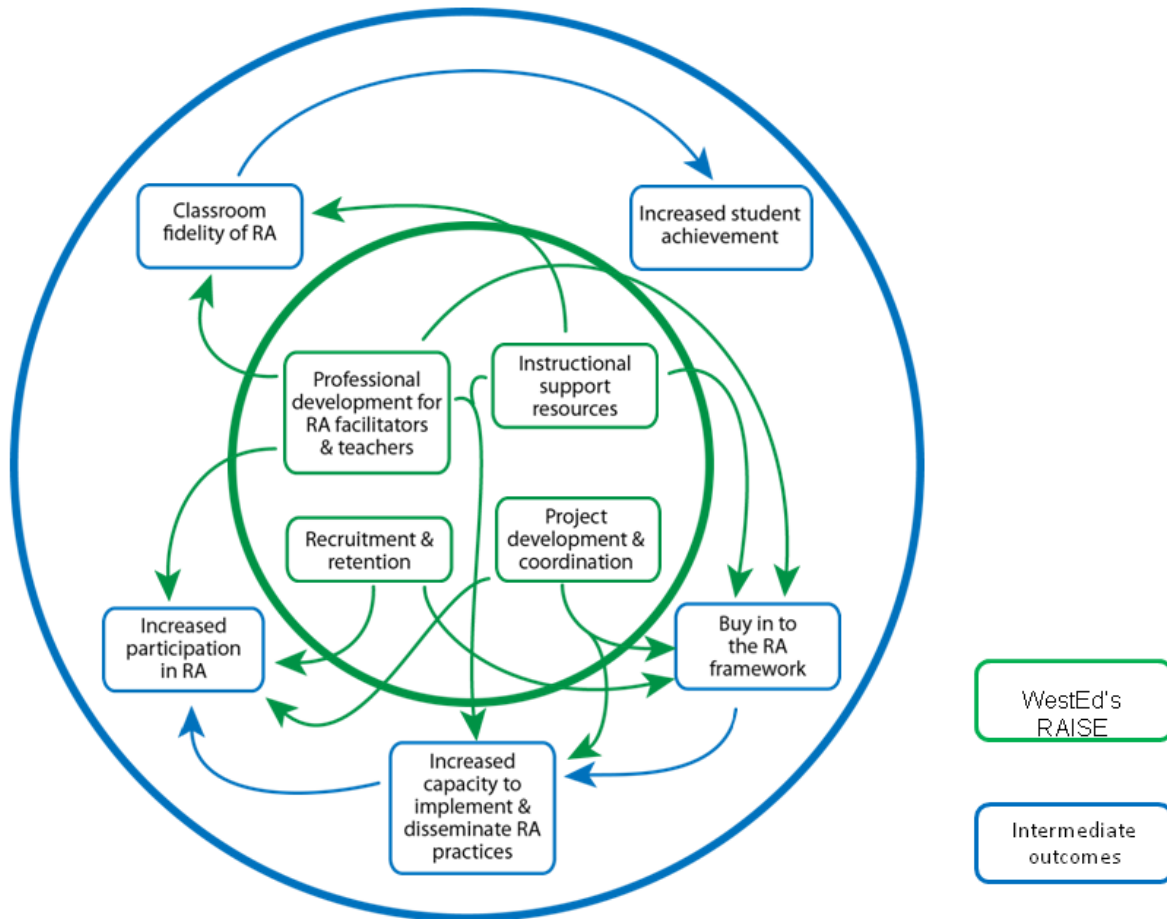 Classroom
fidelity of RA
Increased student
achievement
Professional
development for
RA facilitators
& teachers
Instructional
support
resources
Recruitment &
retention
Project
development &
coordination
Increased
participation
in RA
Buy in to
the RA
framework
Increased
capacity to
implement &
disseminate RA
practices
WestEd's
RAISE
Intermediate
outcomes